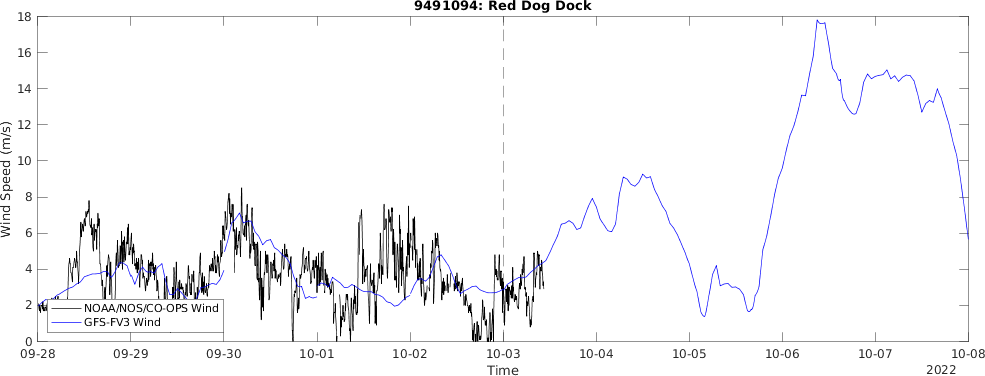 9491094: Red Dog Dock
18
16
14
12
10
8
6
4
2
0
Wind Speed (m/s)
NOAA/NOS/CO-OPS Wind
GFS-FV3 Wind
09-28 09-29 09-30 10-01 10-02 10-03 10-04 10-05 10-06 10-07 10-08
Time
2022